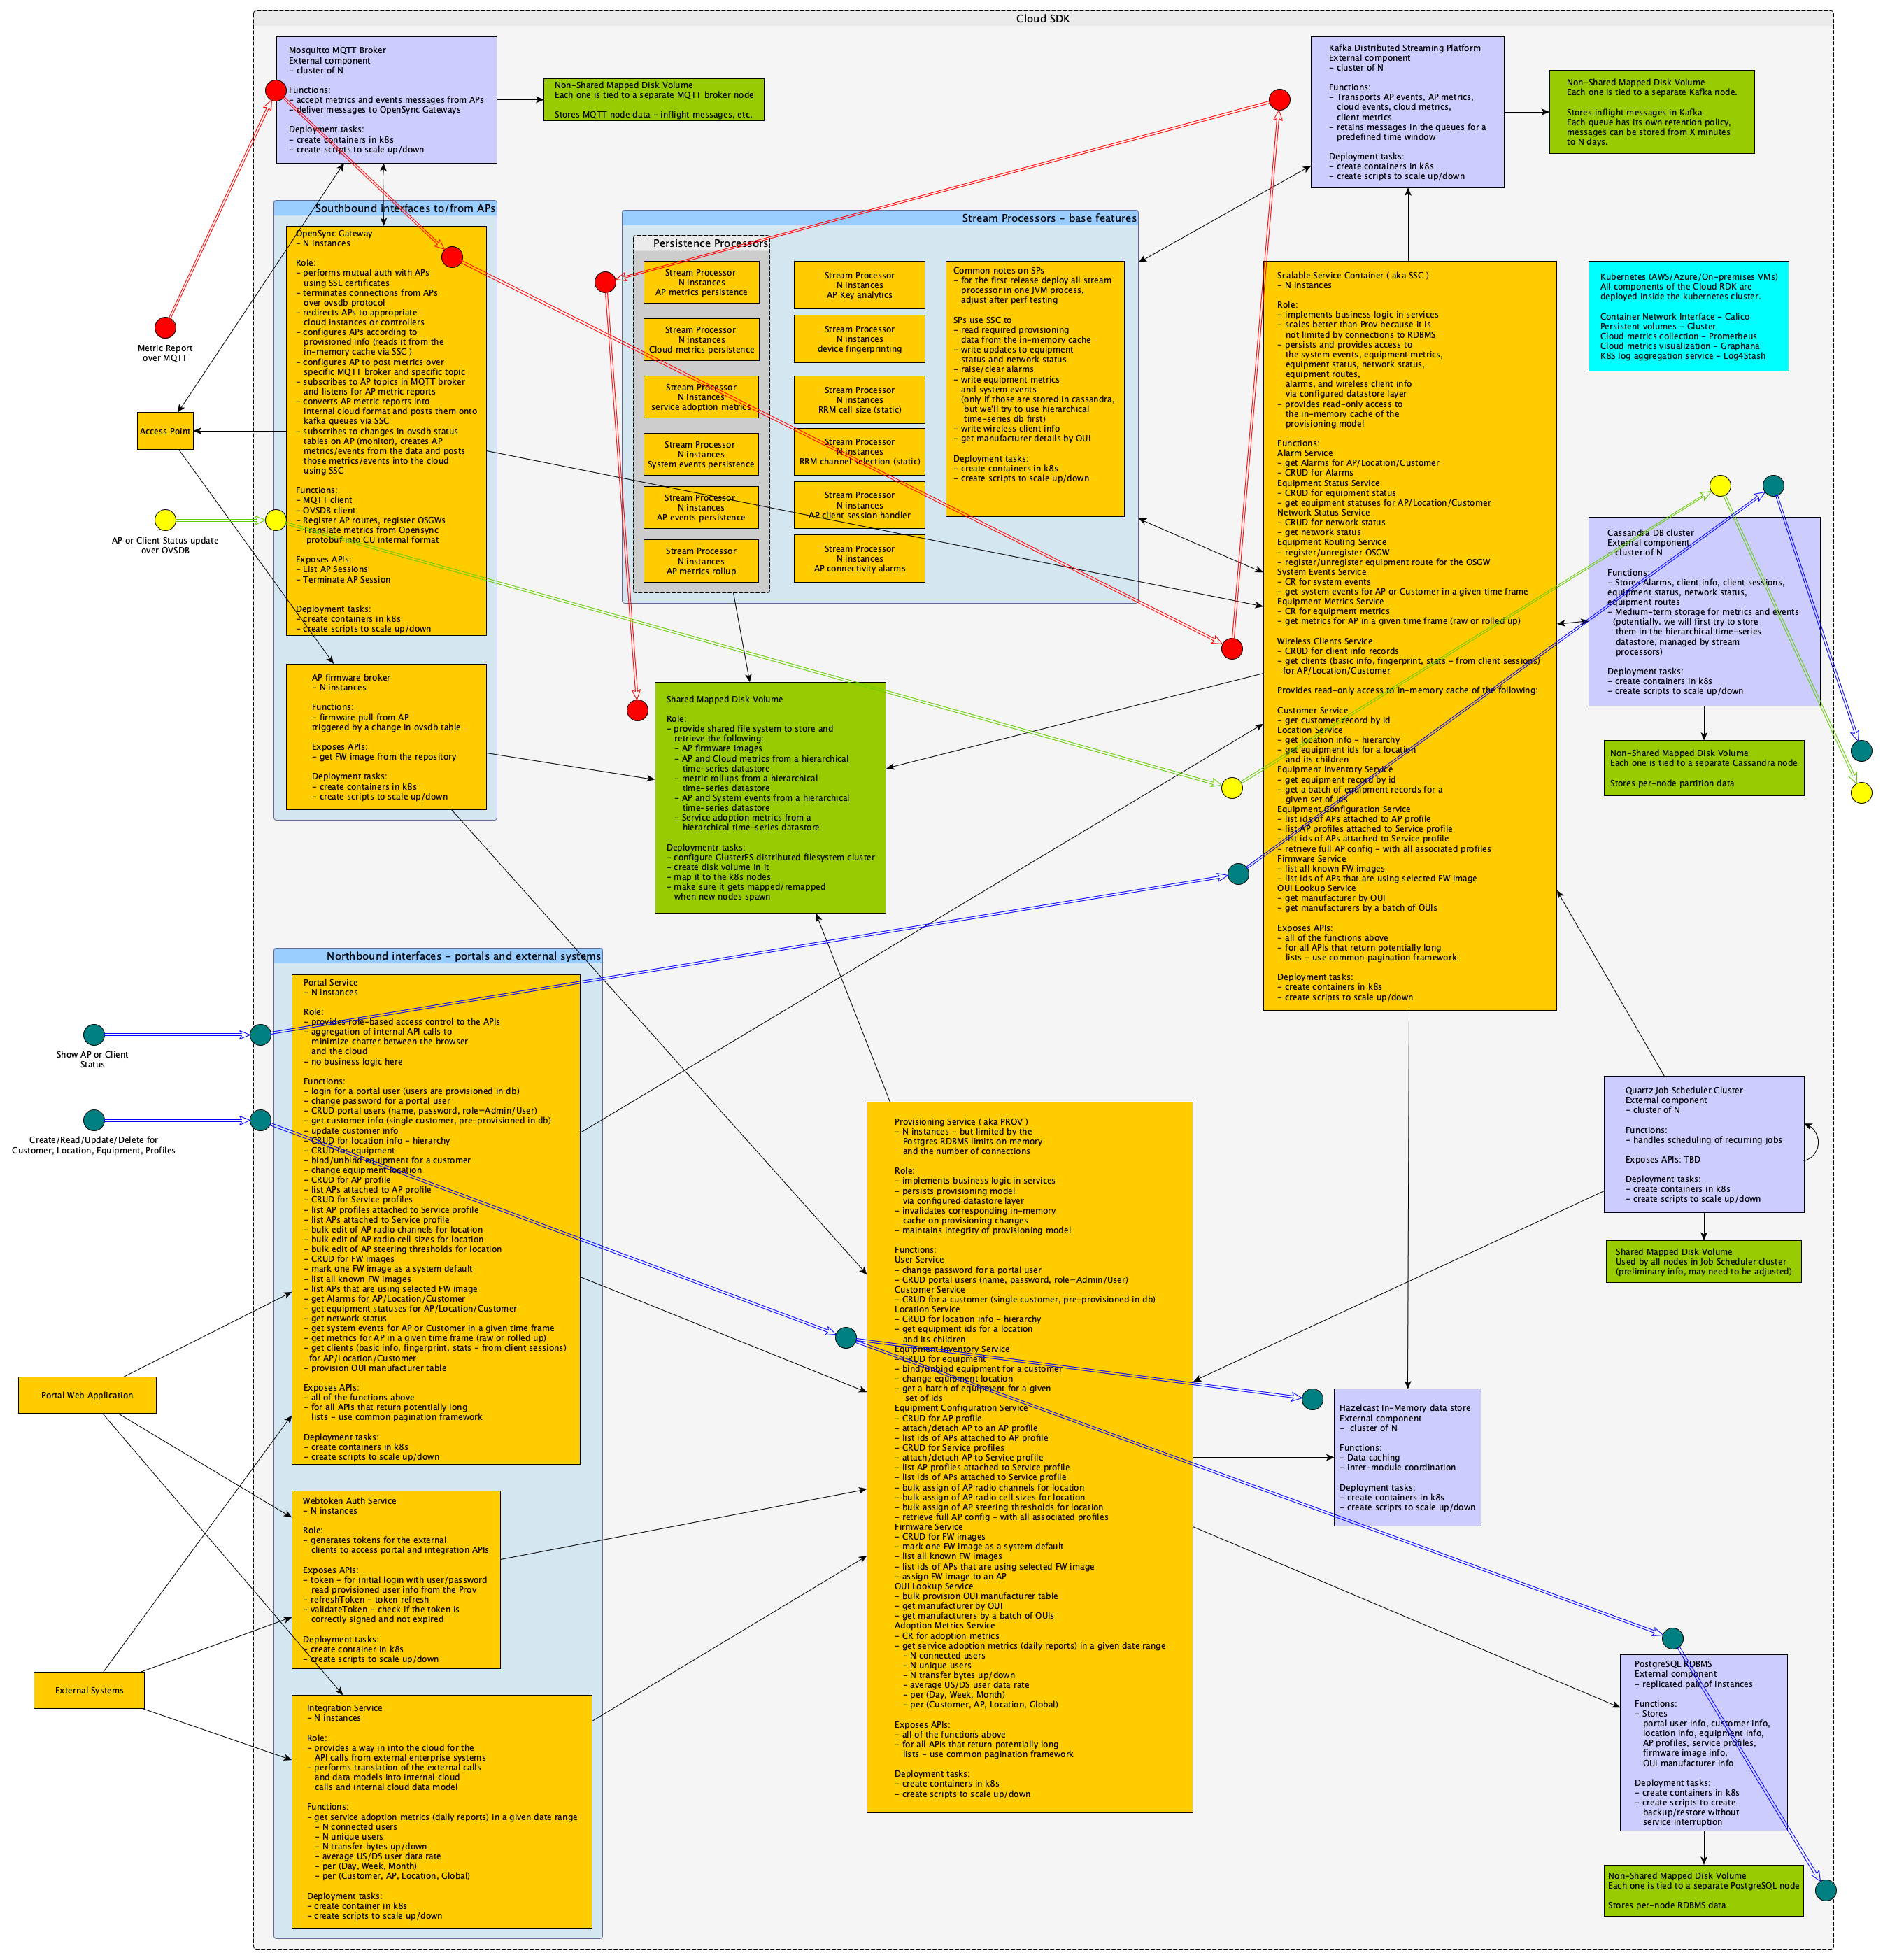 Cloud SDK
Mosquitto MQTT Broker
External component
- cluster of N
Functions:
- accept metrics and events messages from APs
- deliver messages to OpenSync Gateways
Deployment tasks:
- create containers in k8s
- create scripts to scale up/down
Non-Shared Mapped Disk Volume
Each one is tied to a separate MQTT broker node
Stores MQTT node data - inflight messages, etc.
Kafka Distributed Streaming Platform
External component
- cluster of N
Functions:
- Transports AP events, AP metrics,
cloud events, cloud metrics,
client metrics
- retains messages in the queues for a
predefined time window
Deployment tasks:
- create containers in k8s
- create scripts to scale up/down
Non-Shared Mapped Disk Volume
Each one is tied to a separate Kafka node.
Stores inflight messages in Kafka
Each queue has its own retention policy,
messages can be stored from X minutes
to N days.
Metric Report
over MQTT
Access Point
AP or Client Status update
over OVSDB
Southbound interfaces to/from APs
OpenSync Gateway
- N instances
Role:
- performs mutual auth with APs
using SSL certificates
- terminates connections from APs
over ovsdb protocol
- redirects APs to appropriate
cloud instances or controllers
- configures APs according to
provisioned info (reads it from the
in-memory cache via SSC )
- configures AP to post metrics over
specific MQTT broker and specific topic
- subscribes to AP topics in MQTT broker
and listens for AP metric reports
- converts AP metric reports into
internal cloud format and posts them onto
kafka queues via SSC
- subscribes to changes in ovsdb status
tables on AP (monitor), creates AP
metrics/events from the data and posts
those metrics/events into the cloud
using SSC
Functions:
- MQTT client
- OVSDB client
- Register AP routes, register OSGWs
- Translate metrics from Opensync
protobuf into CU internal format
Exposes APIs:
- List AP Sessions
- Terminate AP Session
Deployment tasks:
- create containers in k8s
- create scripts to scale up/down
AP firmware broker
- N instances
Functions:
- firmware pull from AP
triggered by a change in ovsdb table
Exposes APIs:
- get FW image from the repository
Deployment tasks:
- create containers in k8s
- create scripts to scale up/down
Stream Processors - base features
Persistence Processors
Stream Processor
N instances
AP metrics persistence
Stream Processor
N instances
Cloud metrics persistence
Stream Processor
N instances
service adoption metrics
Stream Processor
N instances
System events persistence
Stream Processor
N instances
AP events persistence
Stream Processor
N instances
AP metrics rollup
Stream Processor
N instances
AP Key analytics
Stream Processor
N instances
device fingerprinting
Stream Processor
N instances
RRM cell size (static)
Stream Processor
N instances
RRM channel selection (static)
Stream Processor
N instances
AP client session handler
Stream Processor
N instances
AP connectivity alarms
Common notes on SPs
- for the first release deploy all stream
processor in one JVM process,
adjust after perf testing
SPs use SSC to
- read required provisioning
data from the in-memory cache
- write updates to equipment
status and network status
- raise/clear alarms
- write equipment metrics
and system events
(only if those are stored in cassandra,
but we'll try to use hierarchical
time-series db first)
- write wireless client info
- get manufacturer details by OUI
Deployment tasks:
- create containers in k8s
- create scripts to scale up/down
Shared Mapped Disk Volume
Role:
- provide shared file system to store and
retrieve the following:
- AP firmware images
- AP and Cloud metrics from a hierarchical
time-series datastore
- metric rollups from a hierarchical
time-series datastore
- AP and System events from a hierarchical
time-series datastore
- Service adoption metrics from a
hierarchical time-series datastore
Deploymentr tasks:
- configure GlusterFS distributed filesystem cluster
- create disk volume in it
- map it to the k8s nodes
- make sure it gets mapped/remapped
when new nodes spawn
Scalable Service Container ( aka SSC )
- N instances
Role:
- implements business logic in services
- scales better than Prov because it is
not limited by connections to RDBMS
- persists and provides access to
the system events, equipment metrics,
equipment status, network status,
equipment routes,
alarms, and wireless client info
via configured datastore layer
- provides read-only access to
the in-memory cache of the
provisioning model
Functions:
Alarm Service
- get Alarms for AP/Location/Customer
- CRUD for Alarms
Equipment Status Service
- CRUD for equipment status
- get equipment statuses for AP/Location/Customer
Network Status Service
- CRUD for network status
- get network status
Equipment Routing Service
- register/unregister OSGW
- register/unregister equipment route for the OSGW
System Events Service
- CR for system events
- get system events for AP or Customer in a given time frame
Equipment Metrics Service
- CR for equipment metrics
- get metrics for AP in a given time frame (raw or rolled up)
Wireless Clients Service
- CRUD for client info records
- get clients (basic info, fingerprint, stats - from client sessions)
for AP/Location/Customer
Provides read-only access to in-memory cache of the following:
Customer Service
- get customer record by id
Location Service
- get location info - hierarchy
- get equipment ids for a location
and its children
Equipment Inventory Service
- get equipment record by id
- get a batch of equipment records for a
given set of ids
Equipment Configuration Service
- list ids of APs attached to AP profile
- list AP profiles attached to Service profile
- list ids of APs attached to Service profile
- retrieve full AP config - with all associated profiles
Firmware Service
- list all known FW images
- list ids of APs that are using selected FW image
OUI Lookup Service
- get manufacturer by OUI
- get manufacturers by a batch of OUIs
Exposes APIs:
- all of the functions above
- for all APIs that return potentially long
lists - use common pagination framework
Deployment tasks:
- create containers in k8s
- create scripts to scale up/down
Kubernetes (AWS/Azure/On-premises VMs)
All components of the Cloud RDK are
deployed inside the kubernetes cluster.
Container Network Interface - Calico
Persistent volumes - Gluster
Cloud metrics collection - Prometheus
Cloud metrics visualization - Graphana
K8S log aggregation service - Log4Stash
Cassandra DB cluster
External component
- cluster of N
Functions:
- Stores Alarms, client info, client sessions,
equipment status, network status,
equipment routes
- Medium-term storage for metrics and events
(potentially. we will first try to store
them in the hierarchical time-series
datastore, managed by stream
processors)
Deployment tasks:
- create containers in k8s
- create scripts to scale up/down
Non-Shared Mapped Disk Volume
Each one is tied to a separate Cassandra node
Stores per-node partition data
Show AP or Client
Status
Create/Read/Update/Delete for
Customer, Location, Equipment, Profiles
Portal Web Application
External Systems
Northbound interfaces - portals and external systems
Portal Service
- N instances
Role:
- provides role-based access control to the APIs
- aggregation of internal API calls to
minimize chatter between the browser
and the cloud
- no business logic here
Functions:
- login for a portal user (users are provisioned in db)
- change password for a portal user
- CRUD portal users (name, password, role=Admin/User)
- get customer info (single customer, pre-provisioned in db)
- update customer info
- CRUD for location info - hierarchy
- CRUD for equipment
- bind/unbind equipment for a customer
- change equipment location
- CRUD for AP profile
- list APs attached to AP profile
- CRUD for Service profiles
- list AP profiles attached to Service profile
- list APs attached to Service profile
- bulk edit of AP radio channels for location
- bulk edit of AP radio cell sizes for location
- bulk edit of AP steering thresholds for location
- CRUD for FW images
- mark one FW image as a system default
- list all known FW images
- list APs that are using selected FW image
- get Alarms for AP/Location/Customer
- get equipment statuses for AP/Location/Customer
- get network status
- get system events for AP or Customer in a given time frame
- get metrics for AP in a given time frame (raw or rolled up)
- get clients (basic info, fingerprint, stats - from client sessions)
for AP/Location/Customer
- provision OUI manufacturer table
Exposes APIs:
- all of the functions above
- for all APIs that return potentially long
lists - use common pagination framework
Deployment tasks:
- create containers in k8s
- create scripts to scale up/down
Webtoken Auth Service
- N instances
Role:
- generates tokens for the external
clients to access portal and integration APIs
Exposes APIs:
- token - for initial login with user/password
read provisioned user info from the Prov
- refreshToken - token refresh
- validateToken - check if the token is
correctly signed and not expired
Deployment tasks:
- create container in k8s
- create scripts to scale up/down
Integration Service
- N instances
Role:
- provides a way in into the cloud for the
API calls from external enterprise systems
- performs translation of the external calls
and data models into internal cloud
calls and internal cloud data model
Functions:
- get service adoption metrics (daily reports) in a given date range
- N connected users
- N unique users
- N transfer bytes up/down
- average US/DS user data rate
- per (Day, Week, Month)
- per (Customer, AP, Location, Global)
Deployment tasks:
- create container in k8s
- create scripts to scale up/down
Provisioning Service ( aka PROV )
- N instances - but limited by the
Postgres RDBMS limits on memory
and the number of connections
Role:
- implements business logic in services
- persists provisioning model
via configured datastore layer
- invalidates corresponding in-memory
cache on provisioning changes
- maintains integrity of provisioning model
Functions:
User Service
- change password for a portal user
- CRUD portal users (name, password, role=Admin/User)
Customer Service
- CRUD for a customer (single customer, pre-provisioned in db)
Location Service
- CRUD for location info - hierarchy
- get equipment ids for a location
and its children
Equipment Inventory Service
- CRUD for equipment
- bind/unbind equipment for a customer
- change equipment location
- get a batch of equipment for a given
set of ids
Equipment Configuration Service
- CRUD for AP profile
- attach/detach AP to an AP profile
- list ids of APs attached to AP profile
- CRUD for Service profiles
- attach/detach AP to Service profile
- list AP profiles attached to Service profile
- list ids of APs attached to Service profile
- bulk assign of AP radio channels for location
- bulk assign of AP radio cell sizes for location
- bulk assign of AP steering thresholds for location
- retrieve full AP config - with all associated profiles
Firmware Service
- CRUD for FW images
- mark one FW image as a system default
- list all known FW images
- list ids of APs that are using selected FW image
- assign FW image to an AP
OUI Lookup Service
- bulk provision OUI manufacturer table
- get manufacturer by OUI
- get manufacturers by a batch of OUIs
Adoption Metrics Service
- CR for adoption metrics
- get service adoption metrics (daily reports) in a given date range
- N connected users
- N unique users
- N transfer bytes up/down
- average US/DS user data rate
- per (Day, Week, Month)
- per (Customer, AP, Location, Global)
Exposes APIs:
- all of the functions above
- for all APIs that return potentially long
lists - use common pagination framework
Deployment tasks:
- create containers in k8s
- create scripts to scale up/down
Quartz Job Scheduler Cluster
External component
- cluster of N
Functions:
- handles scheduling of recurring jobs
Exposes APIs: TBD
Deployment tasks:
- create containers in k8s
- create scripts to scale up/down
Shared Mapped Disk Volume
Used by all nodes in Job Scheduler cluster
(preliminary info, may need to be adjusted)
Hazelcast In-Memory data store
External component
- cluster of N
Functions:
- Data caching
- inter-module coordination
Deployment tasks:
- create containers in k8s
- create scripts to scale up/down
PostgreSQL RDBMS
External component
- replicated pair of instances
Functions:
- Stores
portal user info, customer info,
location info, equipment info,
AP profiles, service profiles,
firmware image info,
OUI manufacturer info
Deployment tasks:
- create containers in k8s
- create scripts to create
backup/restore without
service interruption
Non-Shared Mapped Disk Volume
Each one is tied to a separate PostgreSQL node
Stores per-node RDBMS data